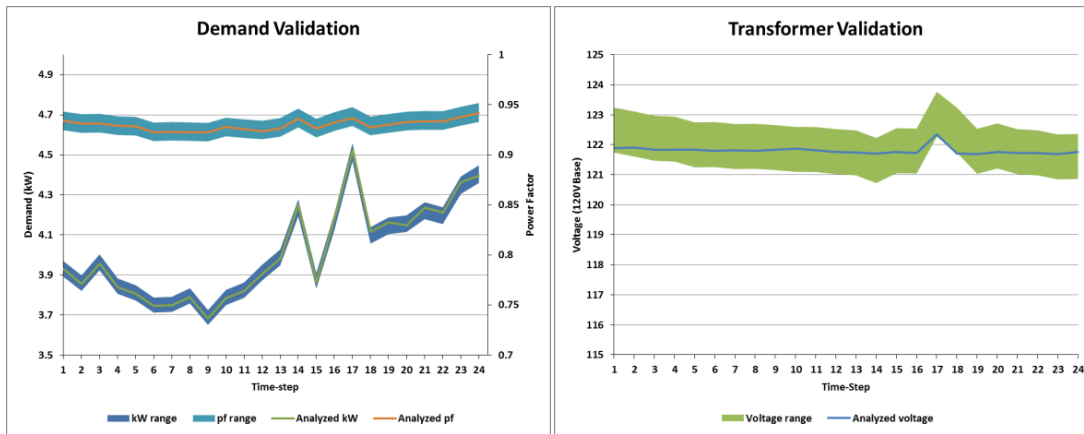 Demand Validation
4.9
4.7
4.5
4.3
4.1
3.9
3.7
3.5
Demand (kW)
1
0.95
0.9
0.85
0.8
0.75
0.7
Power Factor
1 2 3 4 5 6 7 8 9 10 11 12 13 14 15 16 17 18 19 20 21 22 23 24
Time-step
kW range pf range Analyzed kW Analyzed pf
Transformer Validation
125
124
123
122
121
120
119
118
117
116
115
Voltage (120V Base)
1 2 3 4 5 6 7 8 9 10 11 12 13 14 15 16 17 18 19 20 21 22 23 24
Time-Step
Voltage range Analyzed voltage